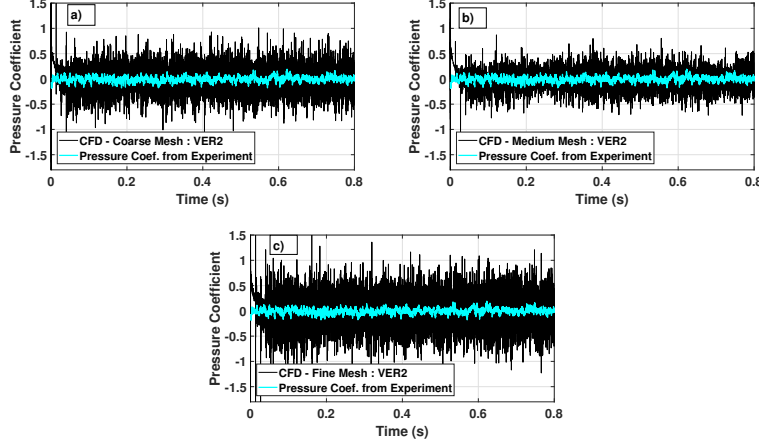 a)
Pressure Coefficient
1.5
1
0.5
0
-0.5
-1
-1.5
CFD - Coarse Mesh : VER2
Pressure Coef. from Experiment
0 0.2 0.4 0.6 0.8
Time (s)
b)
Pressure Coefficient
1.5
1
0.5
0
-0.5
-1
-1.5
CFD - Medium Mesh : VER2
Pressure Coef. from Experiment
0 0.2 0.4 0.6 0.8
Time (s)
c)
Pressure Coefficient
1.5
1
0.5
0
-0.5
-1
-1.5
CFD - Fine Mesh : VER2
Pressure Coef. from Experiment
0 0.2 0.4 0.6 0.8
Time (s)